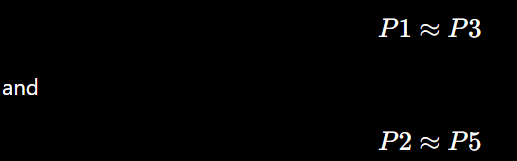 P1 ≈ P3
and
P2 ≈ P5